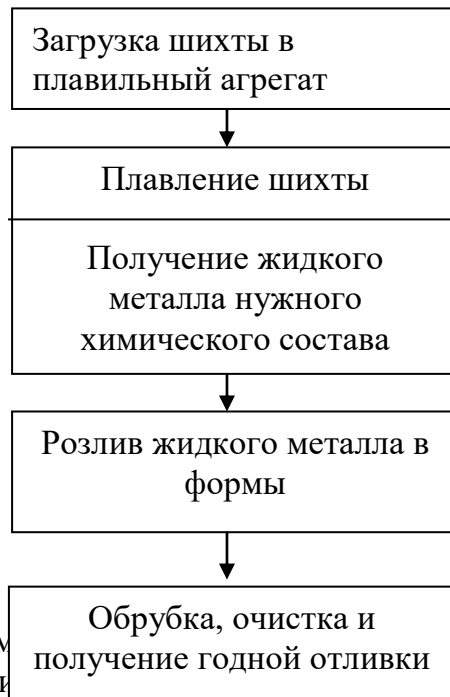 Загрузка шихты в
плавильный агрегат
Плавление шихты
Получение жидкого
металла нужного
химического состава
Розлив жидкого металла в
формы
Обрубка, очистка и
получение годной отливки